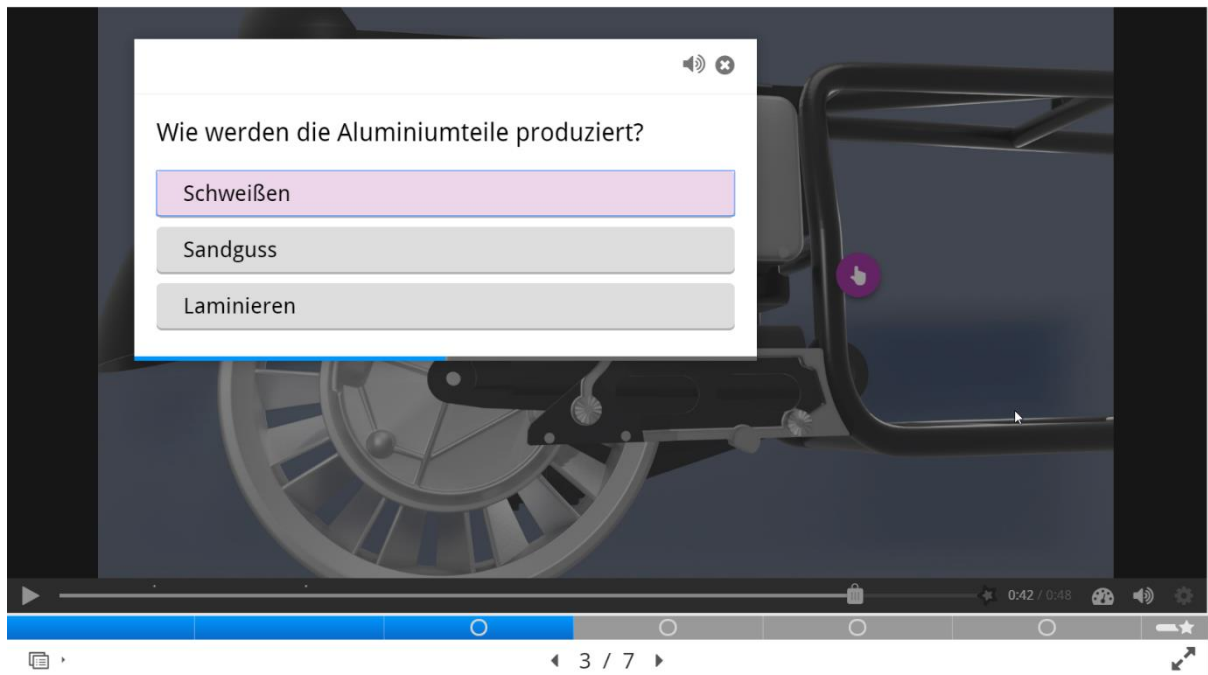 Wie werden die Aluminiumteile produziert?
Schweißen
Sandguss
Laminieren
0:42 / 0:48
3 / 7